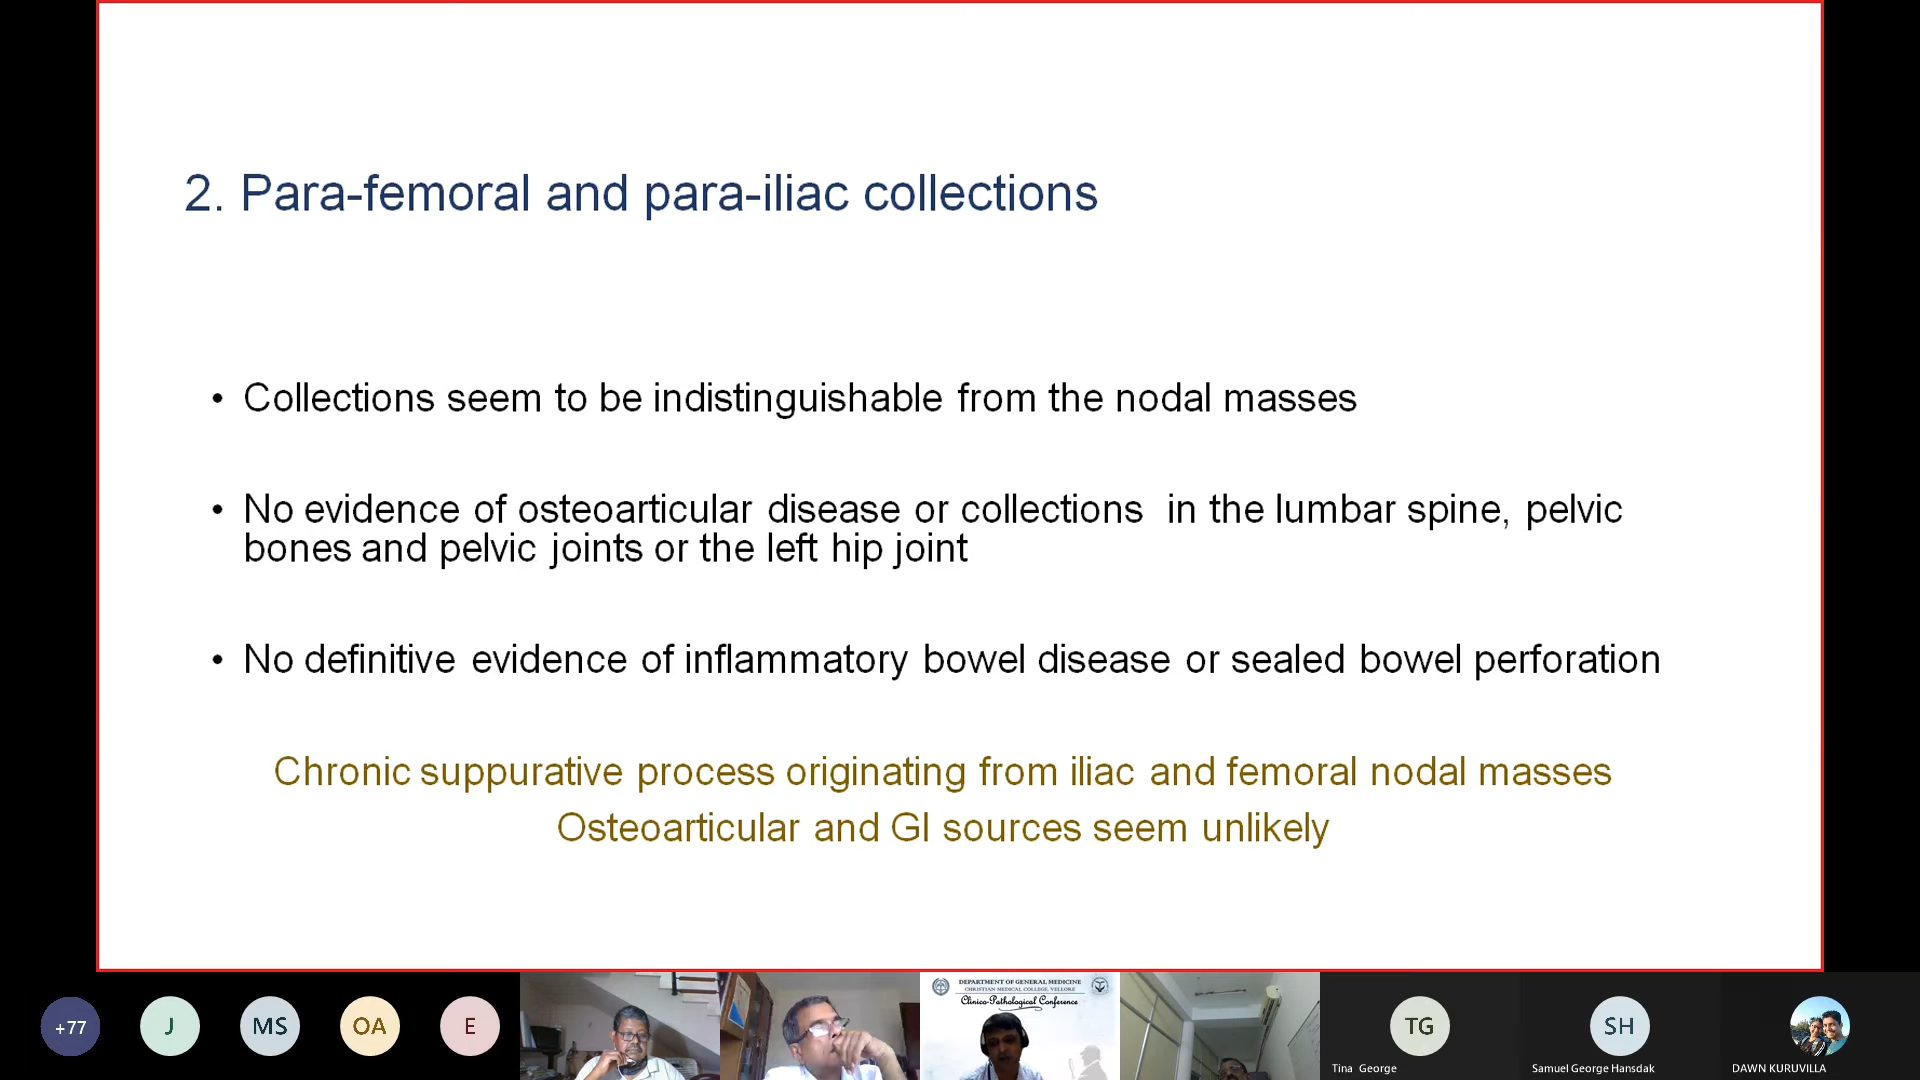 2. Para-femoral and para-iliac collections
• Collections seem to be indistinguishable from the nodal masses
• No evidence of osteoarticular disease or collections in the lumbar spine, pelvic
bones and pelvic joints or the left hip joint
• No definitive evidence of inflammatory bowel disease or sealed bowel perforation
Chronic suppurative process originating from iliac and femoral nodal masses
Osteoarticular and GI sources seem unlikely
+77
J
MS
OA
E
DEPARTMENT OF GENERAL MEDICINE
CHRISTIAN MEDICAL COLLEGE, VELLORE
Clinico-Pathological Conference
TG
Tina George
SH
Samuel George Hansdak
DAWN KURUVILLA